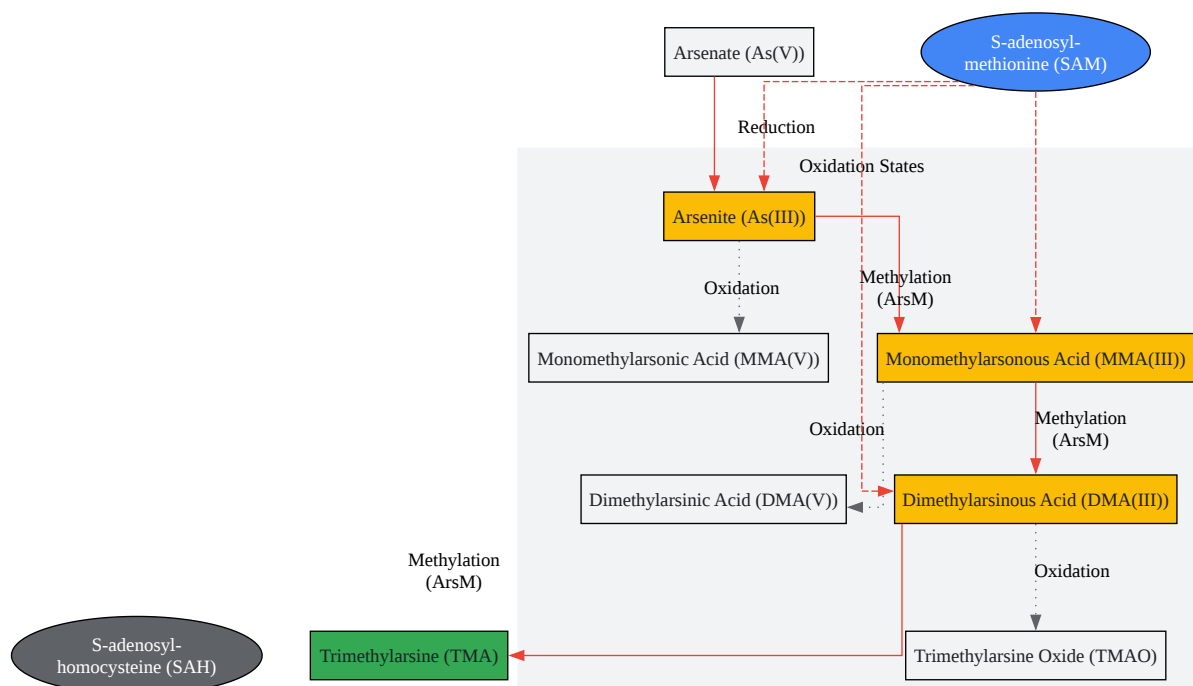 Arsenate (As(V))
S-adenosyl-
methionine (SAM)
Reduction
Oxidation States
Arsenite (As(III))
Oxidation
Methylation
(ArsM)
Monomethylarsonic Acid (MMA(V))
Monomethylarsonous Acid (MMA(III))
Oxidation
Methylation
(ArsM)
Dimethylarsinic Acid (DMA(V))
Dimethylarsinous Acid (DMA(III))
Methylation
(ArsM)
Oxidation
S-adenosyl-
homocysteine (SAH)
Trimethylarsine (TMA)
Trimethylarsine Oxide (TMAO)